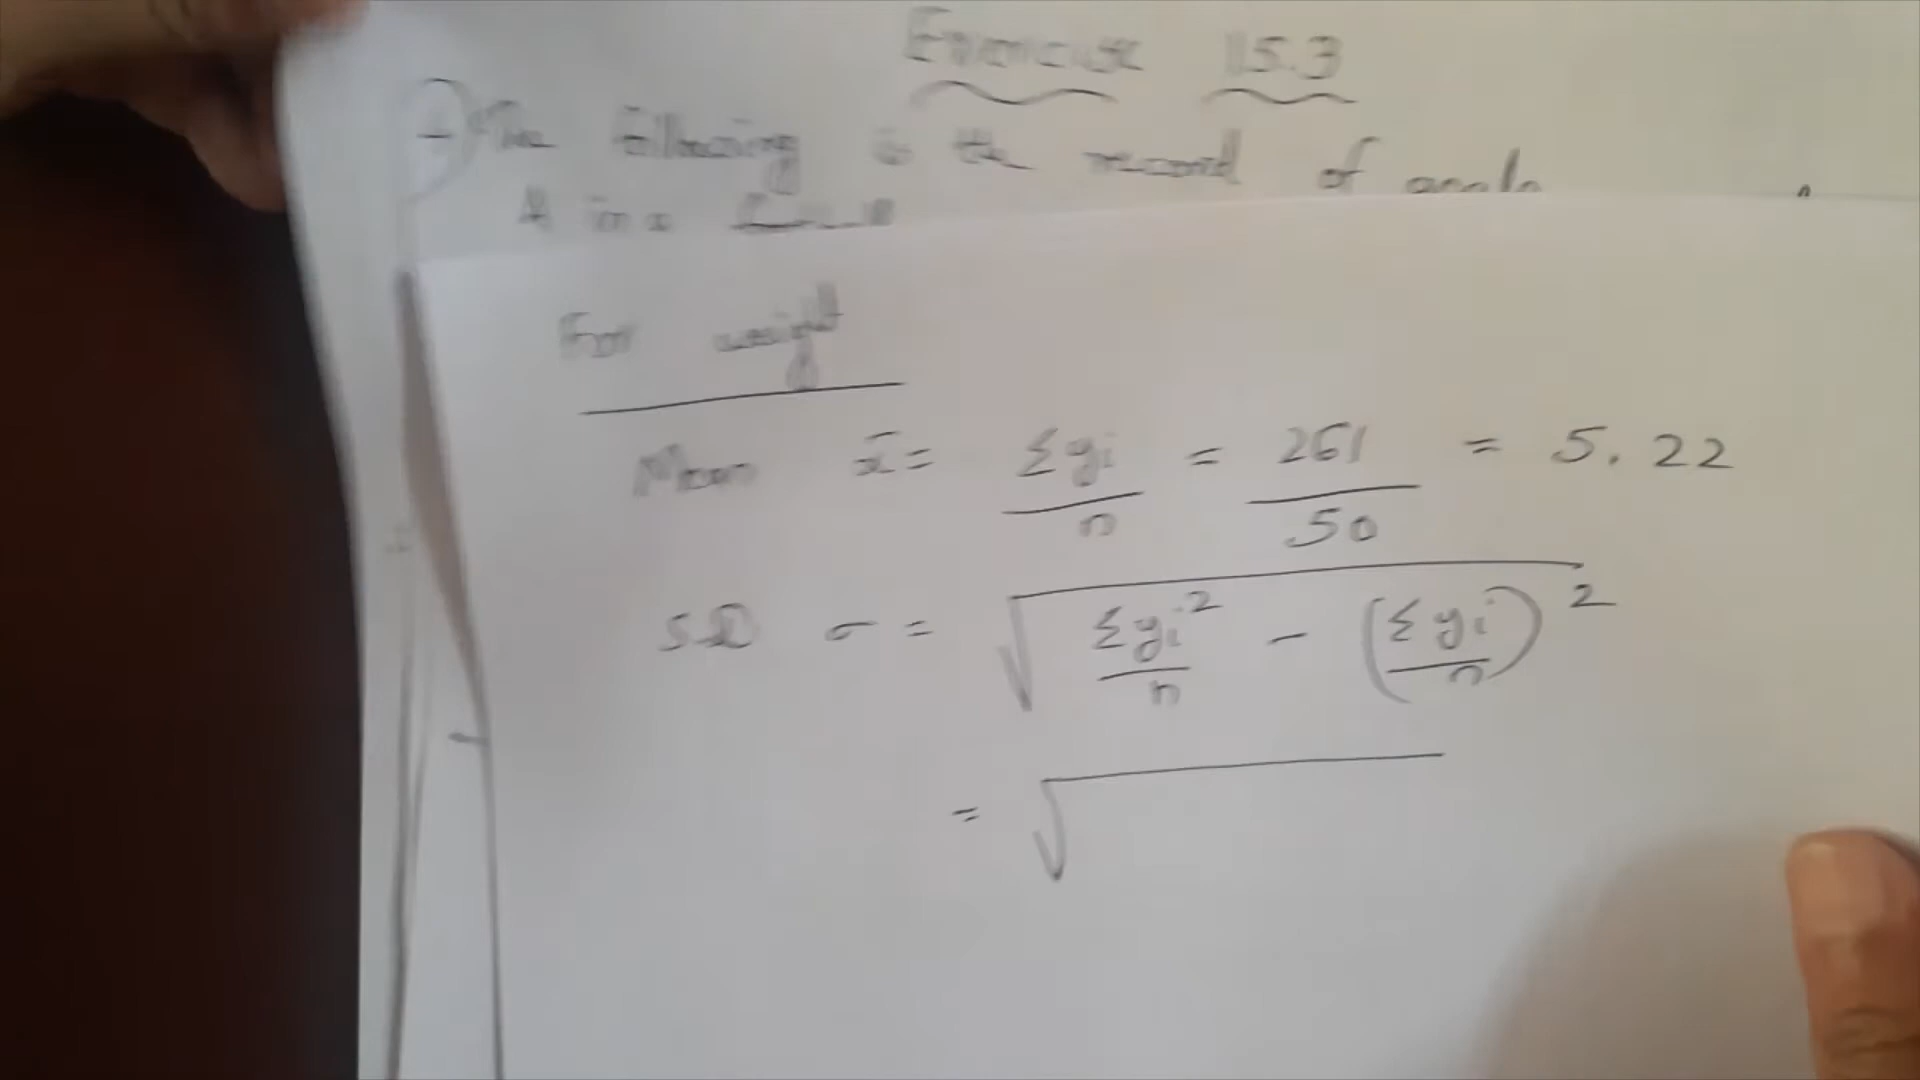 Exercise 15.3
The following is the record of
A in a
For weight
Mean x̄ = Σyi/n = 261/50 = 5.22
SD σ = √(Σyi²/n − (Σyi/n)²)
= √